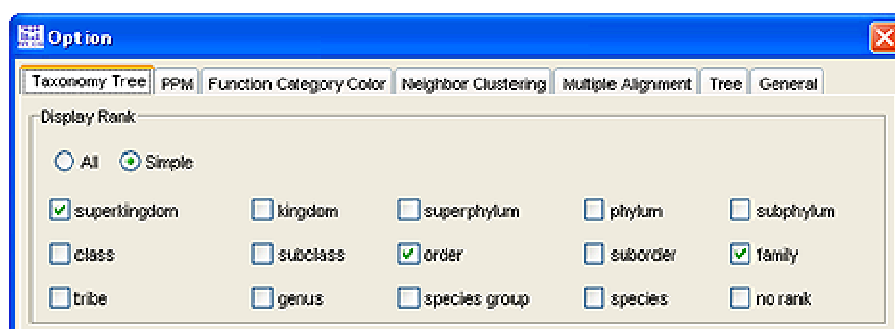 Option
Taxonomy Tree PPM Function Category Color Neighbor Clustering Multiple Alignment Tree General
Display Rank
All Simple
superkingdom kingdom superphylum phylum subphylum
class subclass order suborder family
tribe genus species group species no rank